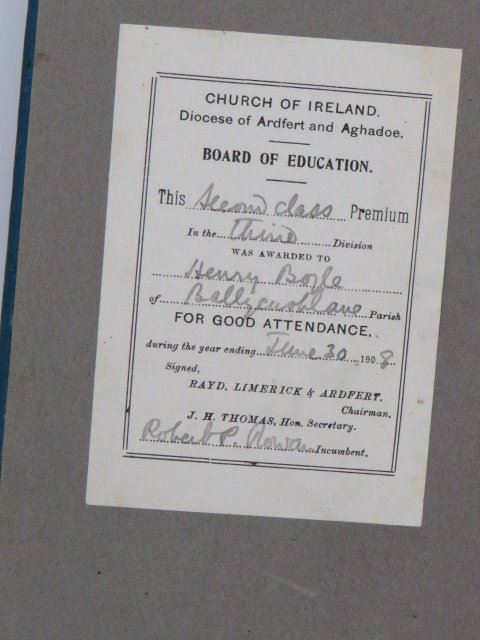 CHURCH OF IRELAND.
Diocese of Ardfert and Aghadoe.
BOARD OF EDUCATION.
This Second class Premium
In the Third Division
WAS AWARDED TO
Henry Boyle
of Ballycushlane Parish
FOR GOOD ATTENDANCE.
during the year ending June 30 1908
Signed,
RAYD. LIMERICK & ARDFERT.
Chairman.
J. H. THOMAS, Hon. Secretary.
Robert P. Rowan Incumbent.